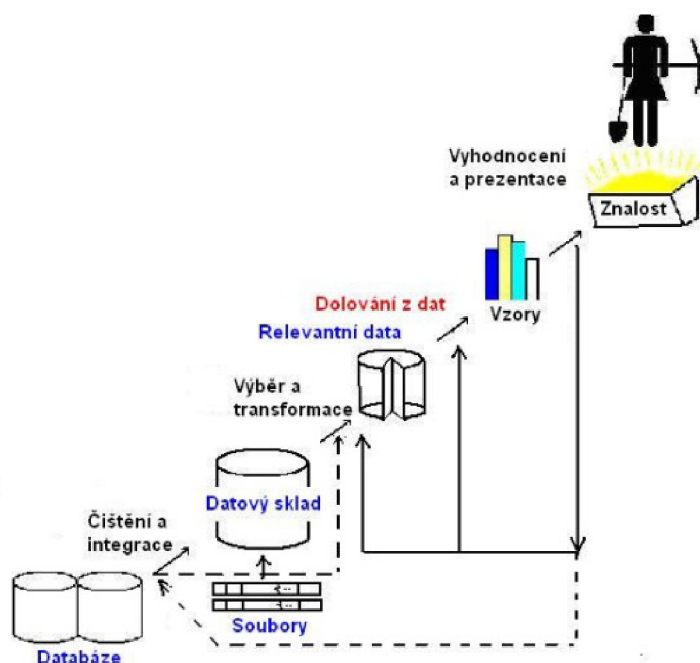 Vyhodnocení
a prezentace
Znalost
Dolování z dat
Vzory
Relevantní data
Výběr a
transformace
Datový sklad
Čištění a
integrace
Soubory
Databáze